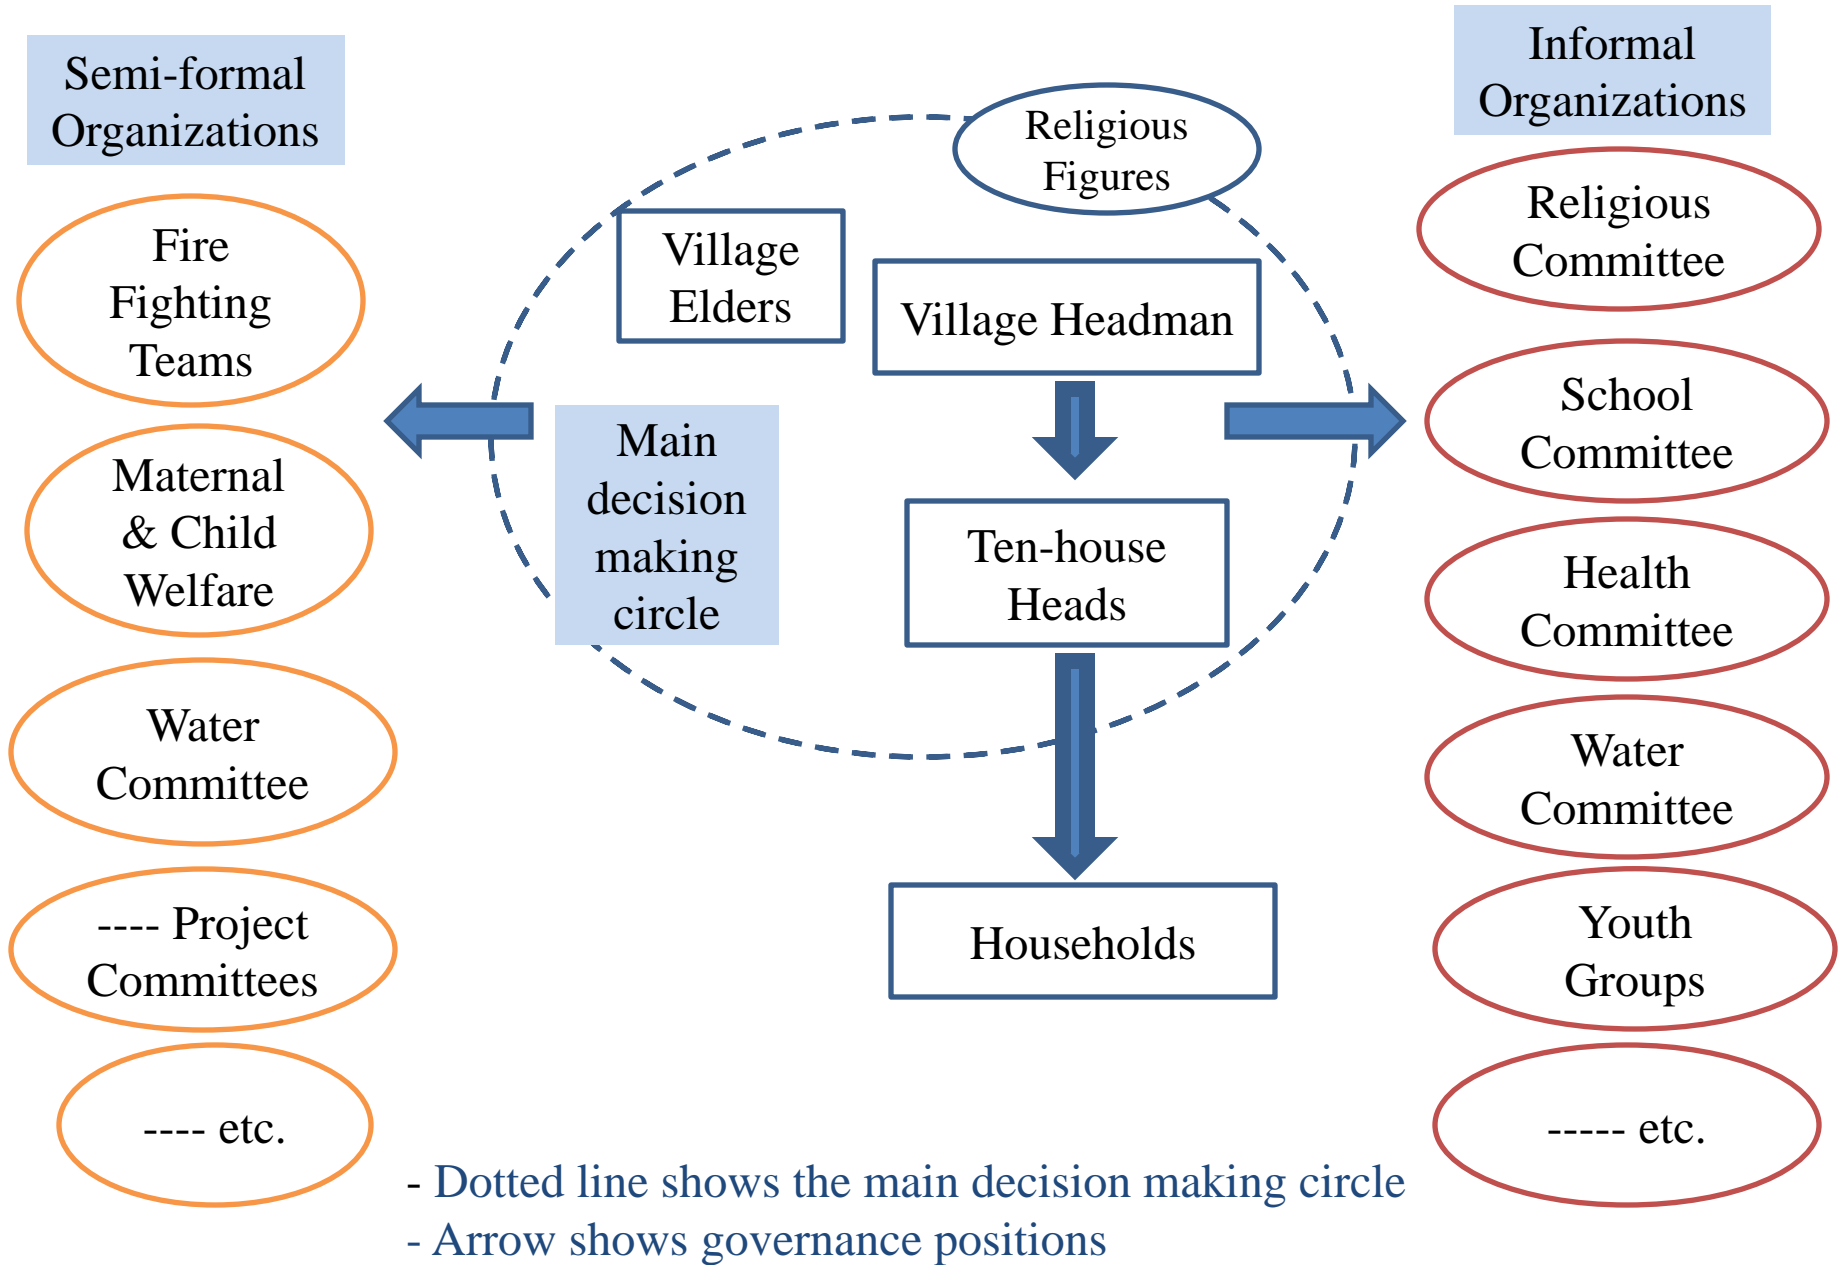 Semi-formal
Organizations
Fire
Fighting
Teams
Maternal
& Child
Welfare
Water
Committee
---- Project
Committees
---- etc.
Religious
Figures
Village
Elders
Village Headman
Main
decision
making
circle
Ten-house
Heads
Households
Informal
Organizations
Religious
Committee
School
Committee
Health
Committee
Water
Committee
Youth
Groups
----- etc.
- Dotted line shows the main decision making circle
- Arrow shows governance positions